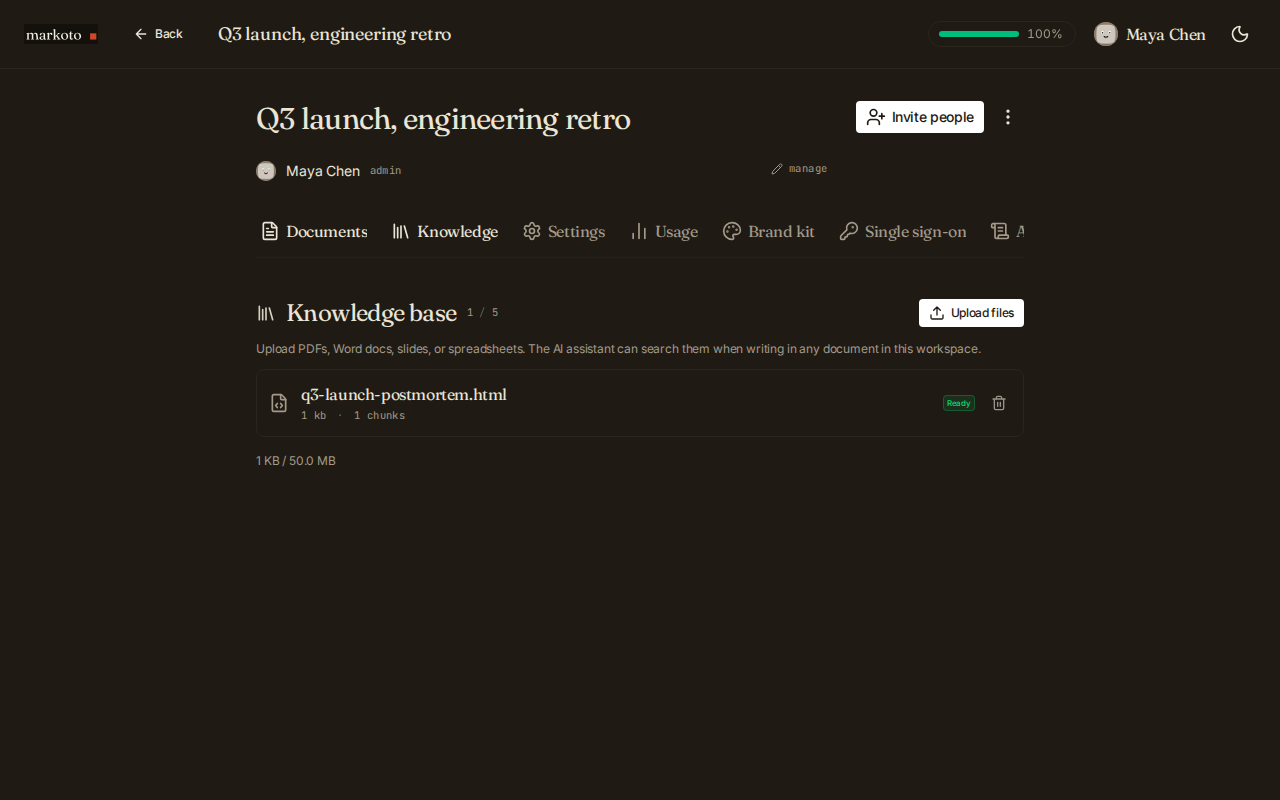 markoto
Back
Q3 launch, engineering retro
100%
Maya Chen
Q3 launch, engineering retro
Invite people
Maya Chen admin
manage
Documents Knowledge Settings Usage Brand kit Single sign-on A
Knowledge base 1 / 5
Upload files
Upload PDFs, Word docs, slides, or spreadsheets. The AI assistant can search them when writing in any document in this workspace.
q3-launch-postmortem.html
1 kb · 1 chunks
Ready
1 KB / 50.0 MB